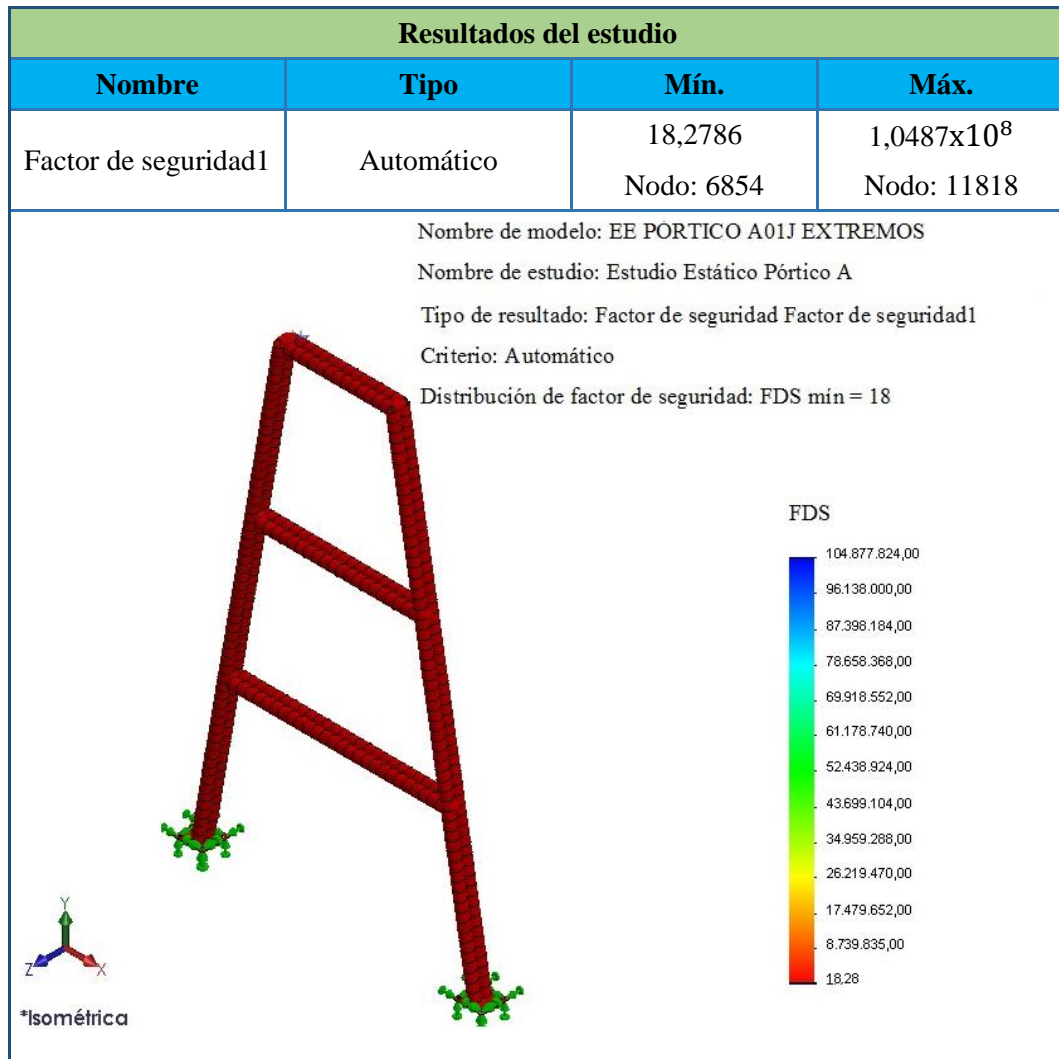 Resultados del estudio
Nombre Tipo Mín. Máx.
Factor de seguridad1 Automático 18,2786 1,0487x10⁸
Nodo: 6854 Nodo: 11818
Nombre de modelo: EE PÓRTICO A01J EXTREMOS
Nombre de estudio: Estudio Estático Pórtico A
Tipo de resultado: Factor de seguridad Factor de seguridad1
Criterio: Automático
Distribución de factor de seguridad: FDS mín = 18
FDS
104.877.824,00
96.138.000,00
87.398.184,00
78.658.368,00
69.918.552,00
61.178.740,00
52.438.924,00
43.699.104,00
34.959.288,00
26.219.470,00
17.479.652,00
8.739.835,00
18,28
Y
Z X
*Isométrica